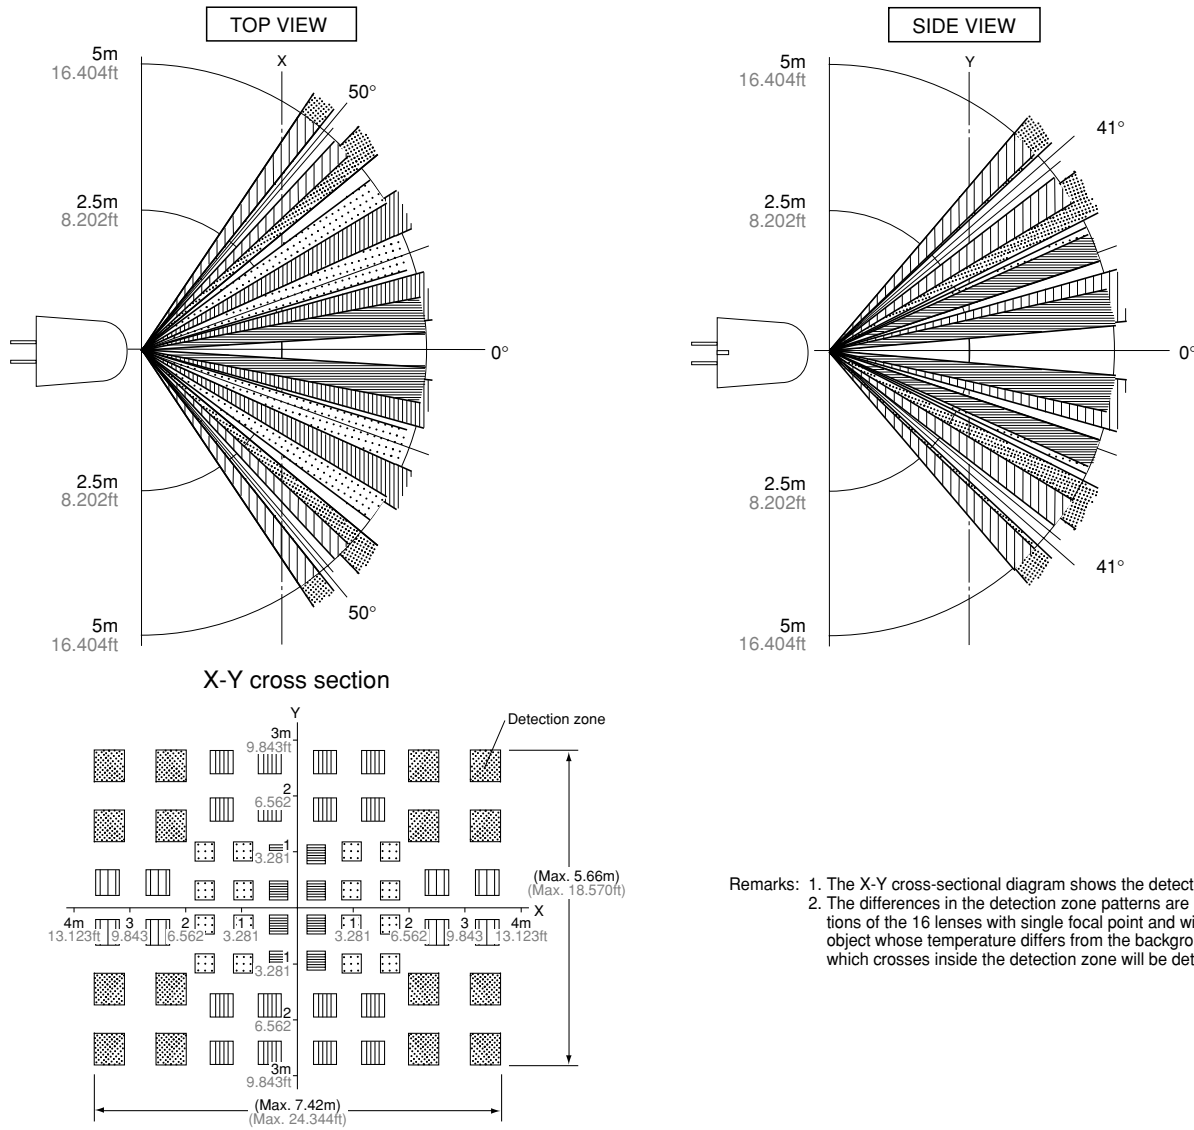 TOP VIEW
5m
16.404ft
X
50°
2.5m
8.202ft
0°
2.5m
8.202ft
50°
5m
16.404ft
SIDE VIEW
5m
16.404ft
Y
41°
2.5m
8.202ft
0°
2.5m
8.202ft
41°
5m
16.404ft
X-Y cross section
Y
Detection zone
3m
9.843ft
2
6.562
1
3.281
(Max. 5.66m)
(Max. 18.570ft)
4m 3 2 1 1 2 3 4m X
13.123ft 9.843 6.562 3.281 3.281 6.562 9.843 13.123ft
1
3.281
2
6.562
3m
9.843ft
(Max. 7.42m)
(Max. 24.344ft)
Remarks: 1. The X-Y cross-sectional diagram shows the detect
2. The differences in the detection zone patterns are
tions of the 16 lenses with single focal point and wi
object whose temperature differs from the backgro
which crosses inside the detection zone will be det